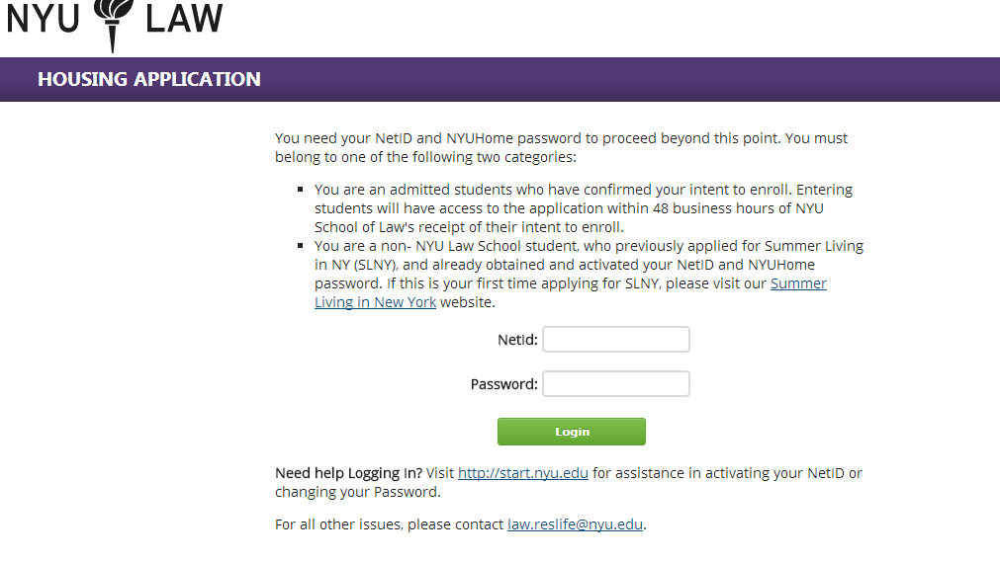 NYU LAW
HOUSING APPLICATION
You need your NetID and NYUHome password to proceed beyond this point. You must
belong to one of the following two categories:
▪ You are an admitted students who have confirmed your intent to enroll. Entering
students will have access to the application within 48 business hours of NYU
School of Law's receipt of their intent to enroll.
▪ You are a non- NYU Law School student, who previously applied for Summer Living
in NY (SLNY), and already obtained and activated your NetID and NYUHome
password. If this is your first time applying for SLNY, please visit our Summer
Living in New York website.
NetId:
Password:
Login
Need help Logging In? Visit http://start.nyu.edu for assistance in activating your NetID or
changing your Password.
For all other issues, please contact law.reslife@nyu.edu.